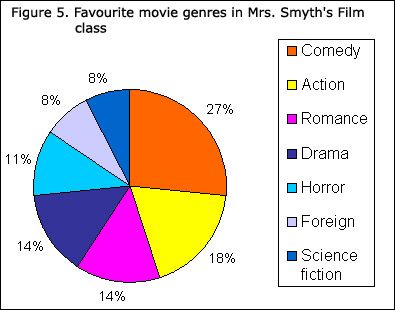 Figure 5. Favourite movie genres in Mrs. Smyth's Film
class
8%
8%
27%
11%
14%
14%
18%
Comedy
Action
Romance
Drama
Horror
Foreign
Science
fiction